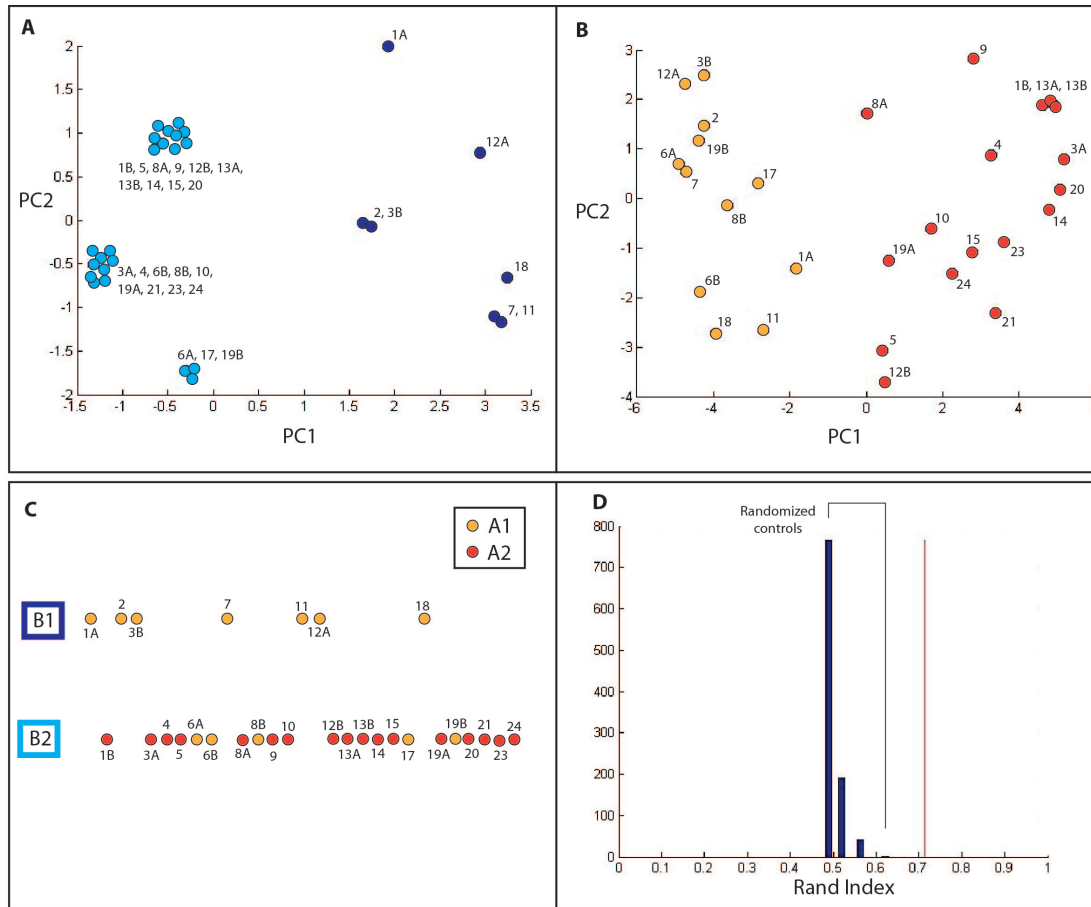 A
2
1.5
1
0.5
PC2
0
-0.5
-1
-1.5
-2
1A
12A
1B, 5, 8A, 9, 12B, 13A,
13B, 14, 15, 20
2, 3B
3A, 4, 6B, 8B, 10,
19A, 21, 23, 24
18
7, 11
6A, 17, 19B
-1.5 -1 -0.5 0 0.5 1 1.5 2 2.5 3 3.5
PC1
B
3
2
1
PC2
0
-1
-2
-3
-4
9
3B
12A
1B, 13A, 13B
8A
2
19B
4
3A
6A
7
17
20
8B
14
10
23
15
19A
1A
24
6B
21
18
11
5
12B
-6 -4 -2 0 2 4
PC1
C
A1
A2
B1
1A
2
3B
7
11
12A
18
B2
1B
3A
4
5
6A
6B
8A
8B
9
10
12B
13A
13B
14
15
17
19A
19B
20
21
23
24
D
Randomized
controls
800
700
600
500
400
300
200
100
0
0 0.1 0.2 0.3 0.4 0.5 0.6 0.7 0.8 0.9 1
Rand Index